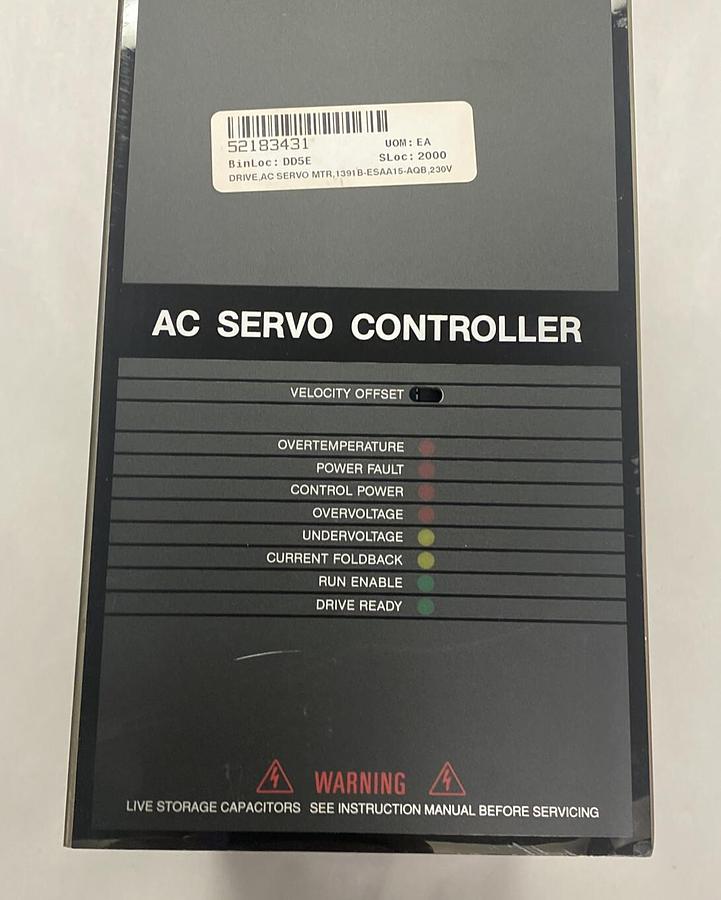 52183431 UOM: EA
BinLoc: DD5E SLoc: 2000
DRIVE,AC SERVO MTR,1391B-ESAA15-AQB,230V
AC SERVO CONTROLLER
VELOCITY OFFSET
OVERTEMPERATURE
POWER FAULT
CONTROL POWER
OVERVOLTAGE
UNDERVOLTAGE
CURRENT FOLDBACK
RUN ENABLE
DRIVE READY
WARNING
LIVE STORAGE CAPACITORS SEE INSTRUCTION MANUAL BEFORE SERVICING